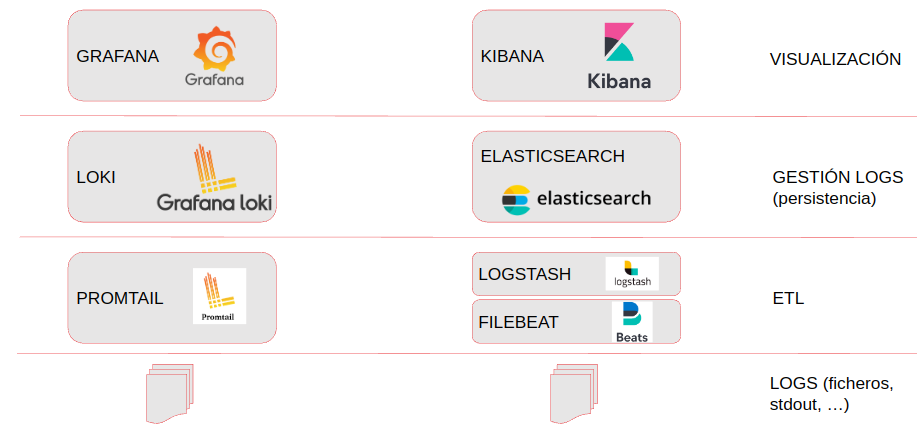 GRAFANA
Grafana
KIBANA
Kibana
VISUALIZACIÓN
LOKI
Grafana loki
ELASTICSEARCH
elasticsearch
GESTIÓN LOGS
(persistencia)
PROMTAIL
Promtail
LOGSTASH
logstash
FILEBEAT
Beats
ETL
LOGS (ficheros,
stdout, …)